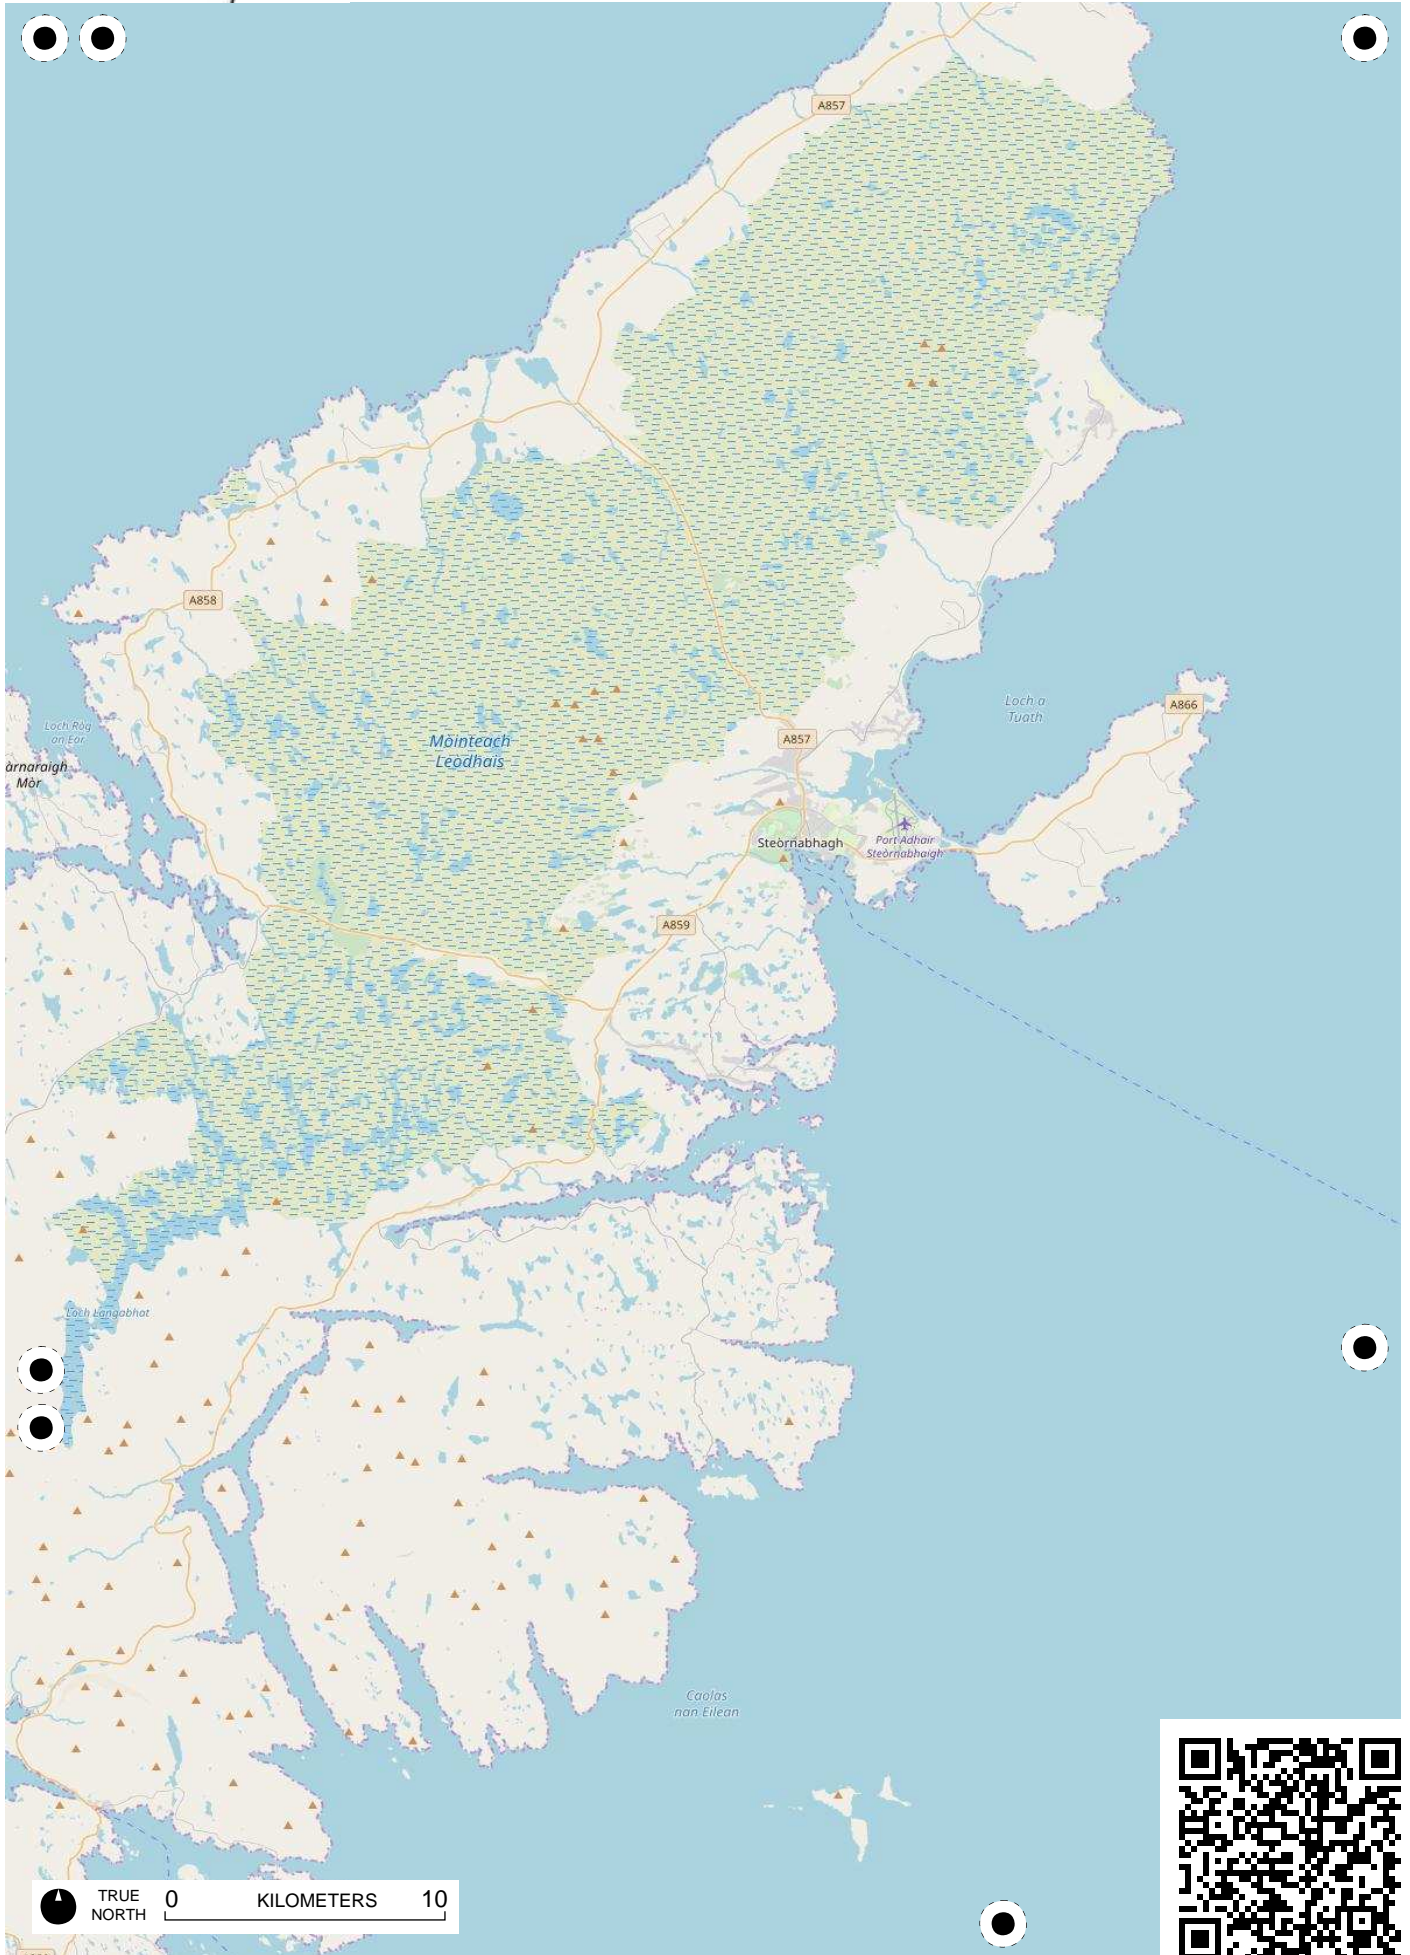 A857
A858
A866
Loch a
Tuath
Loch Ròg
an Ear
Mòinteach
Leòdhais
A857
àrnaraigh
Mòr
Steòrnabhagh
Port Adhair
Steòrnabhaigh
A859
Loch Langabhat
Caolas
nan Eilean
TRUE
NORTH
0 KILOMETERS 10